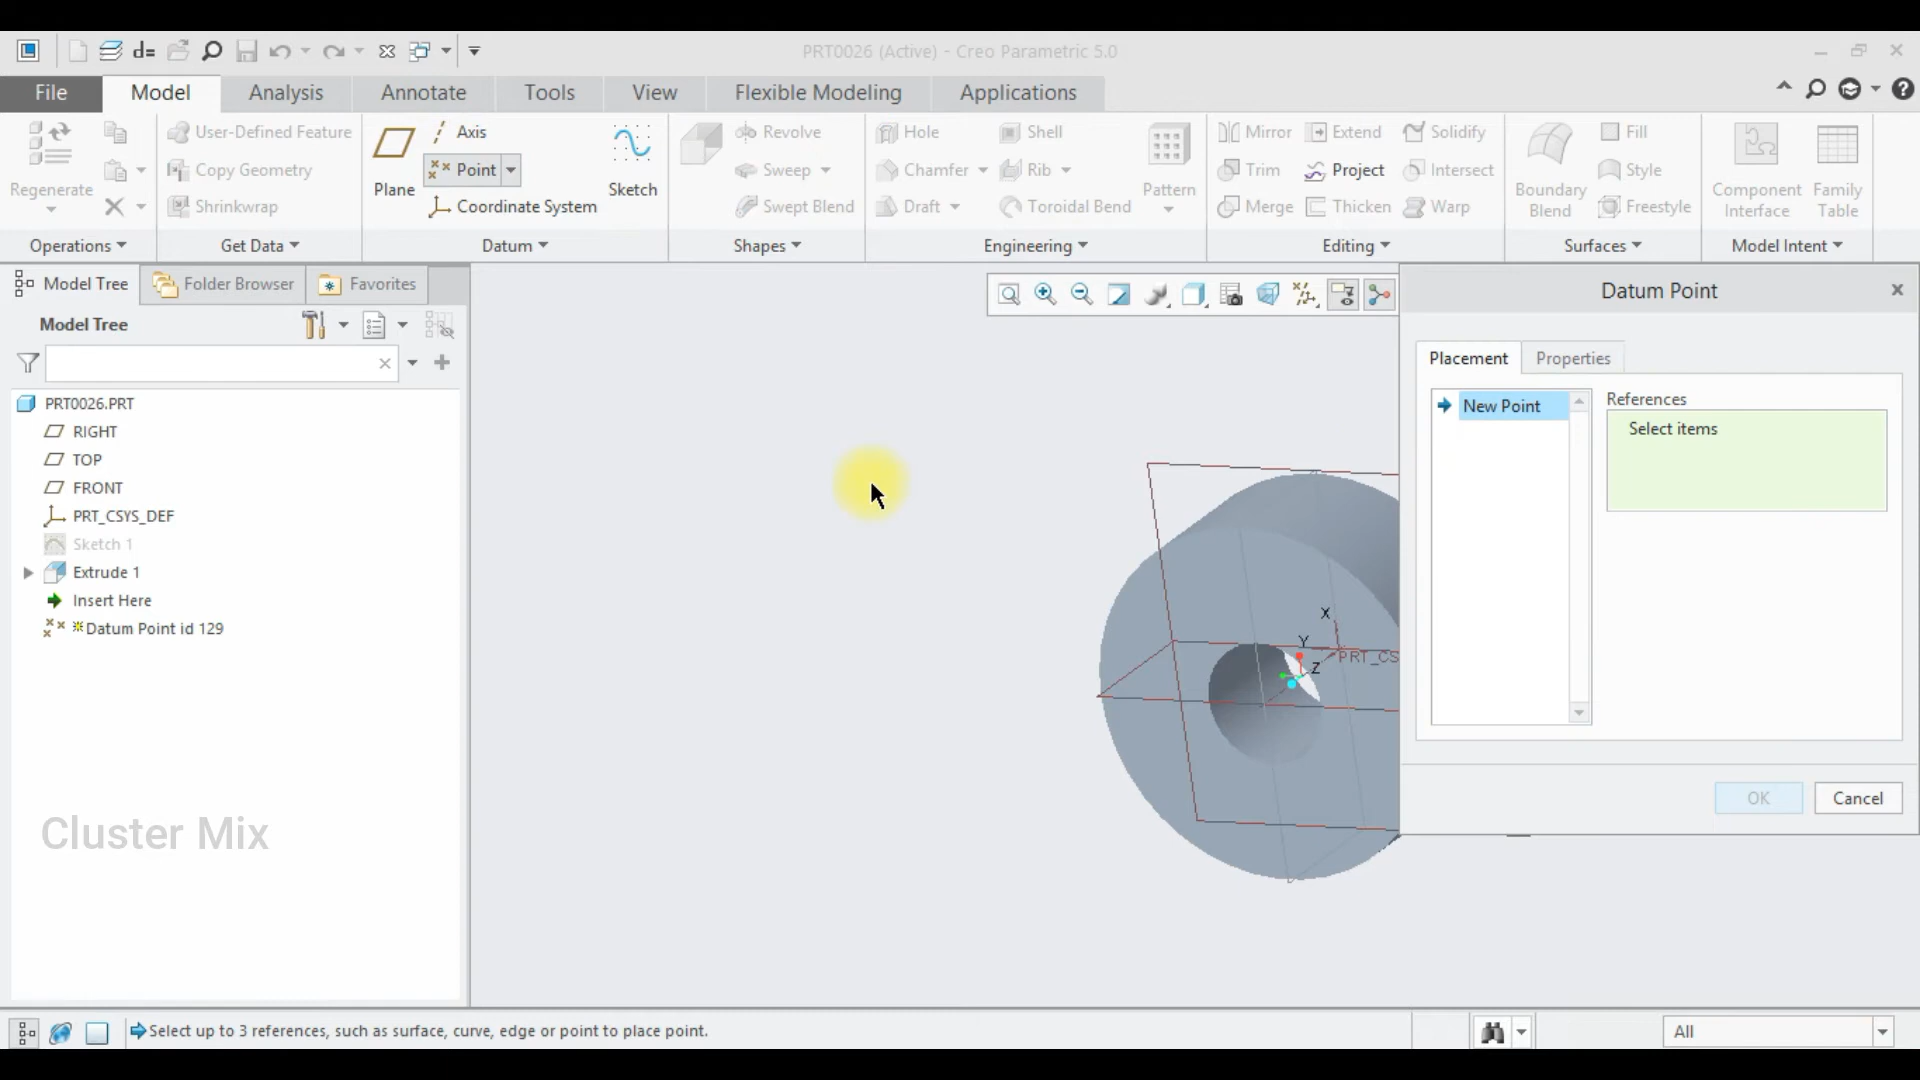 d=
PRT0026 (Active) - Creo Parametric 5.0
File Model Analysis Annotate Tools View Flexible Modeling Applications
Regenerate
User-Defined Feature
Copy Geometry
Shrinkwrap
Plane
Axis
Point
Coordinate System
Sketch
Revolve
Sweep
Swept Blend
Hole
Chamfer
Draft
Shell
Rib
Toroidal Bend
Pattern
Mirror
Trim
Merge
Extend
Project
Thicken
Solidify
Intersect
Warp
Boundary
Blend
Fill
Style
Freestyle
Component
Interface
Family
Table
Operations Get Data Datum Shapes Engineering Editing Surfaces Model Intent
Model Tree Folder Browser Favorites
Model Tree
PRT0026.PRT
RIGHT
TOP
FRONT
PRT_CSYS_DEF
Sketch 1
Extrude 1
Insert Here
Datum Point id 129
Cluster Mix
X
Y
Z
PRT_CS
Datum Point
Placement Properties
New Point
References
Select items
OK Cancel
Select up to 3 references, such as surface, curve, edge or point to place point.
All